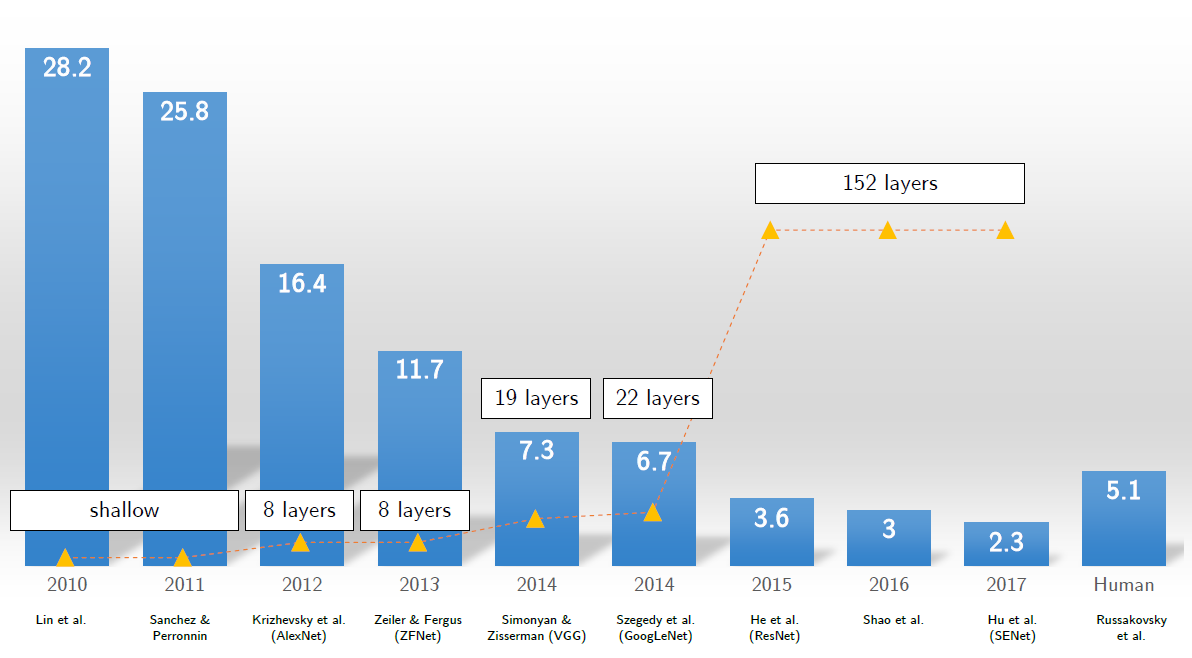 28.2
25.8
16.4
11.7
7.3
6.7
3.6
3
2.3
5.1
152 layers
19 layers
22 layers
shallow
8 layers
8 layers
2010
2011
2012
2013
2014
2014
2015
2016
2017
Human
Lin et al.
Sanchez &
Perronnin
Krizhevsky et al.
(AlexNet)
Zeiler & Fergus
(ZFNet)
Simonyan &
Zisserman (VGG)
Szegedy et al.
(GoogLeNet)
He et al.
(ResNet)
Shao et al.
Hu et al.
(SENet)
Russakovsky
et al.